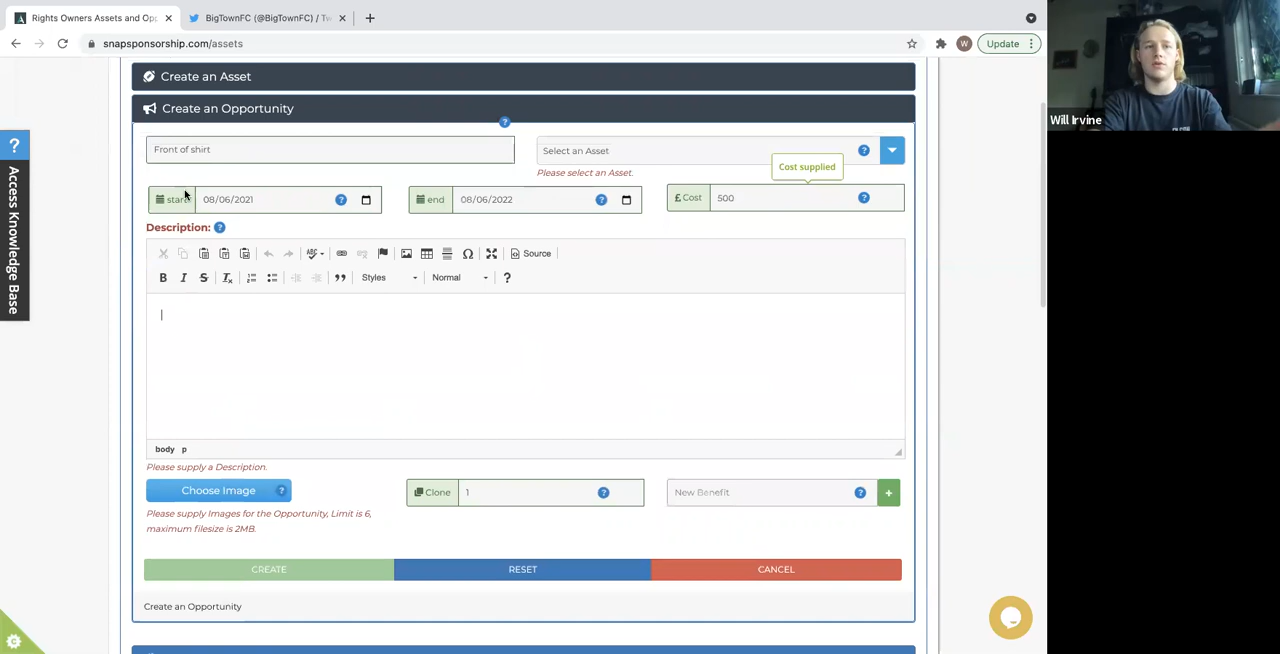 Rights Owners Assets and Opp
BigTownFC (@BigTownFC) / Tw
snapsponsorship.com/assets
W
Update
Will Irvine
Create an Asset
Create an Opportunity
?
Front of shirt
Select an Asset ?
Please select an Asset.
Cost supplied
start 08/06/2021 ?
end 08/06/2022 ?
£ Cost 500 ?
Description: ?
ABC
Ω
Source
B I S Tx
Styles
Normal
?
body p
Please supply a Description.
Choose Image ?
Please supply Images for the Opportunity, Limit is 6,
maximum filesize is 2MB.
Clone 1 ?
New Benefit ? +
CREATE
RESET
CANCEL
Create an Opportunity
?
Access Knowledge Base